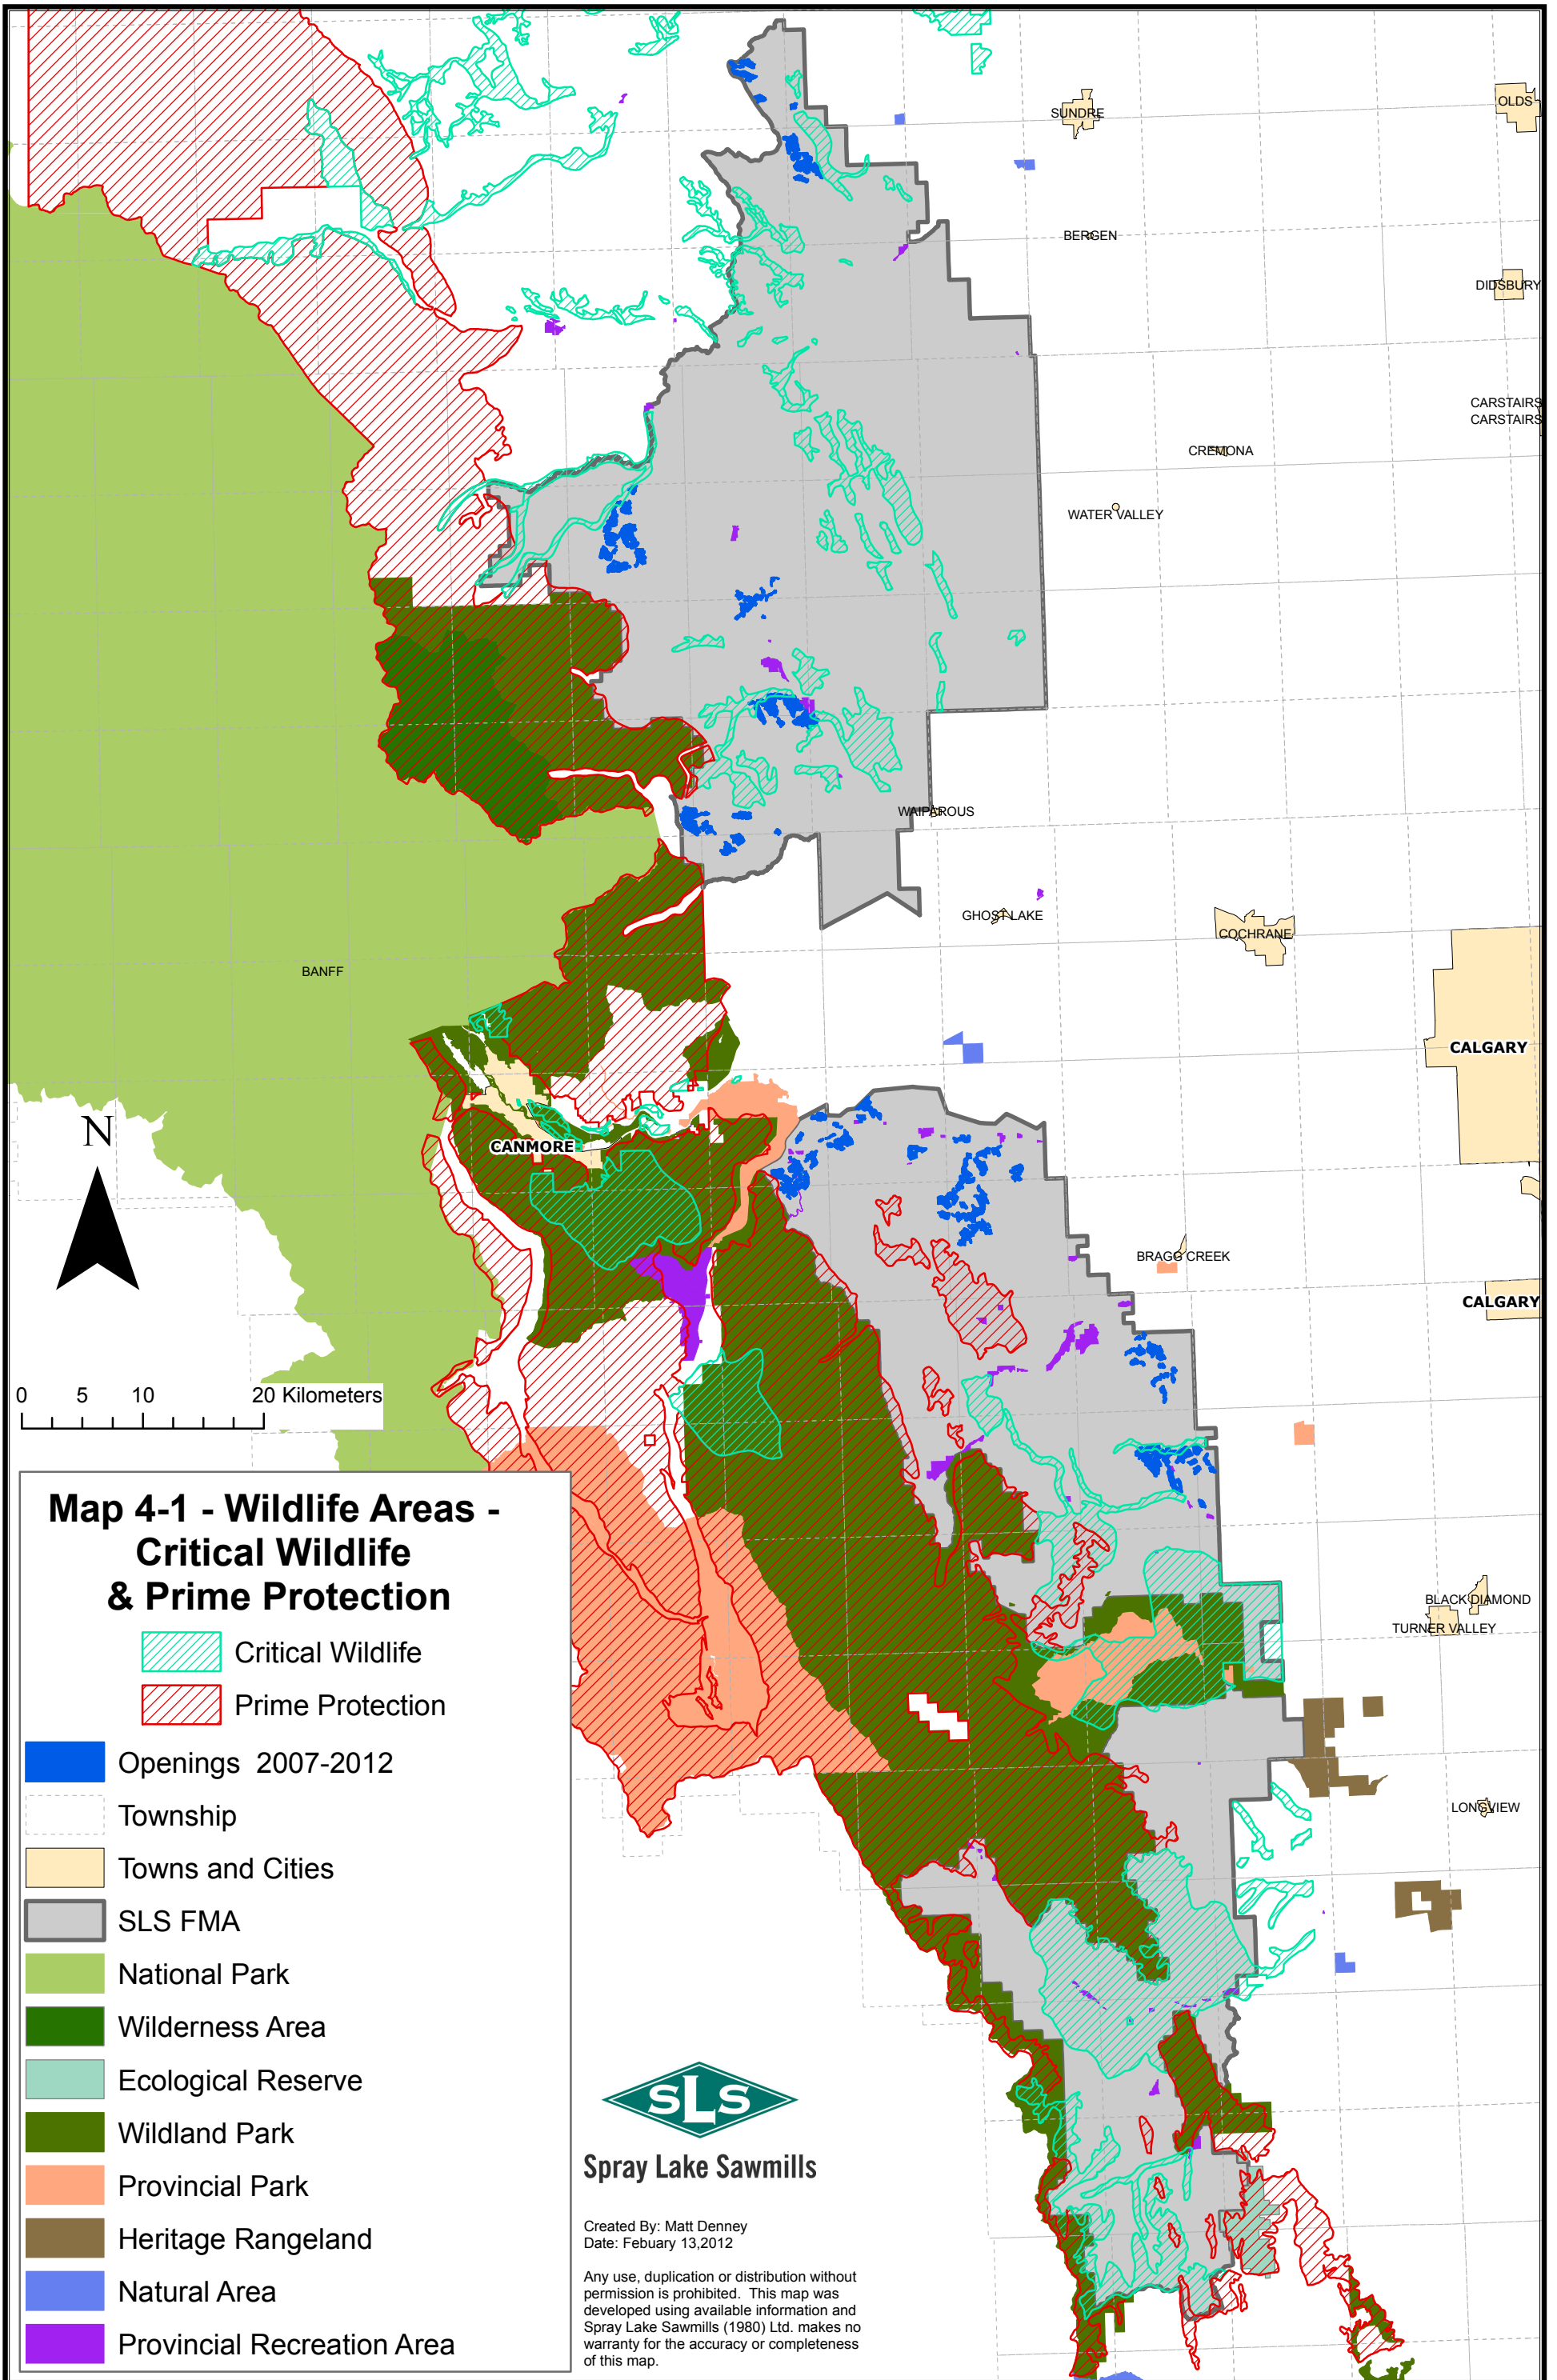 SUNDRE
OLDS
BERGEN
DIDSBURY
CARSTAIRS
CARSTAIRS
CREMONA
WATER VALLEY
WAIPAROUS
GHOST LAKE
COCHRANE
BANFF
CALGARY
N
CANMORE
BRAGG CREEK
CALGARY
0 5 10 20 Kilometers
Map 4-1 - Wildlife Areas -
Critical Wildlife
& Prime Protection
Critical Wildlife
Prime Protection
Openings 2007-2012
Township
Towns and Cities
SLS FMA
National Park
Wilderness Area
Ecological Reserve
Wildland Park
Provincial Park
Heritage Rangeland
Natural Area
Provincial Recreation Area
BLACK DIAMOND
TURNER VALLEY
LONGVIEW
SLS
Spray Lake Sawmills
Created By: Matt Denney
Date: Febuary 13,2012
Any use, duplication or distribution without
permission is prohibited. This map was
developed using available information and
Spray Lake Sawmills (1980) Ltd. makes no
warranty for the accuracy or completeness
of this map.